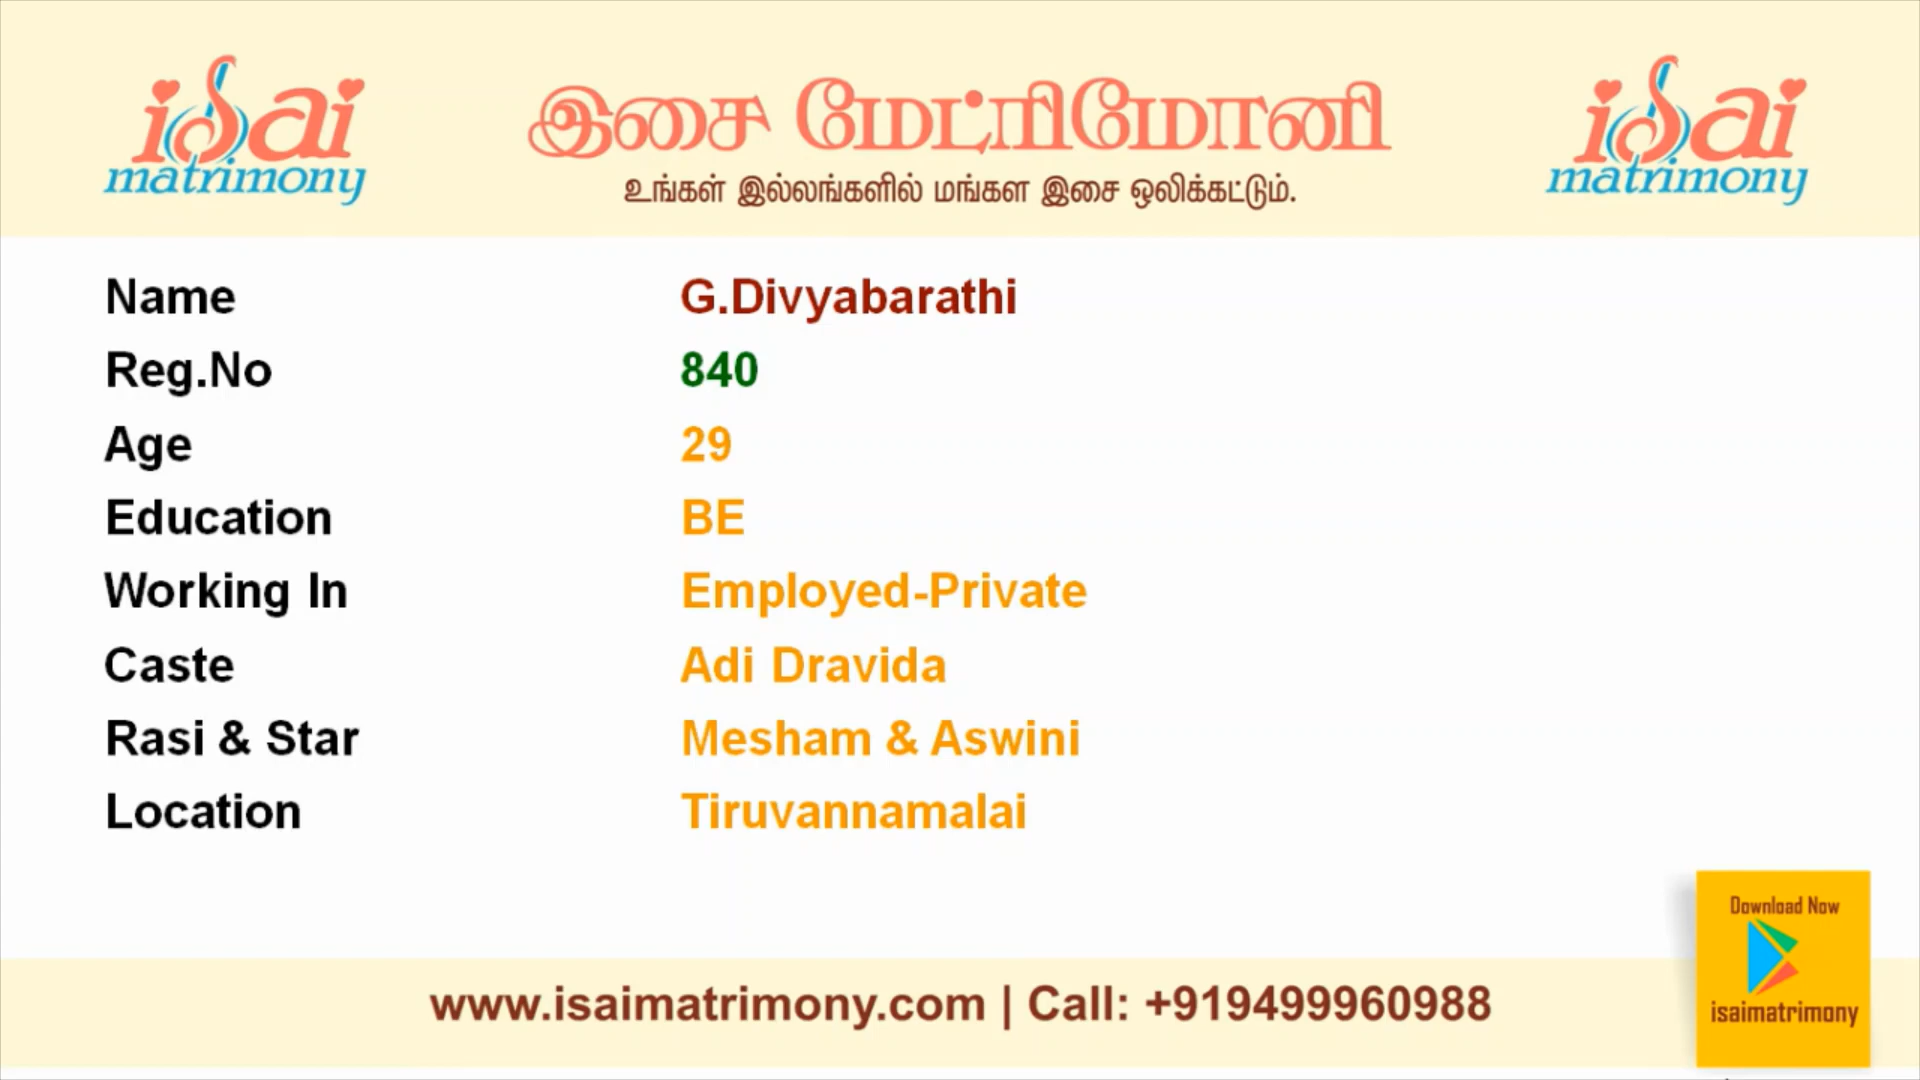 isai
matrimony
இசை மேட்ரிமோனி
உங்கள் இல்லங்களில் மங்கள இசை ஒலிக்கட்டும்.
isai
matrimony
Name G.Divyabarathi
Reg.No 840
Age 29
Education BE
Working In Employed-Private
Caste Adi Dravida
Rasi & Star Mesham & Aswini
Location Tiruvannamalai
Download Now
isaimatrimony
www.isaimatrimony.com | Call: +919499960988